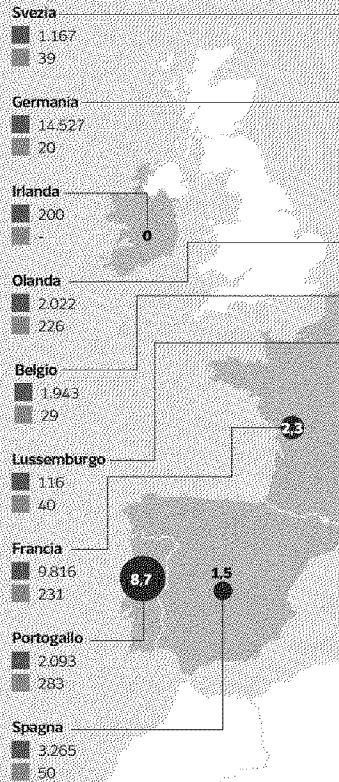 Svezia
1.167
39
Germania
14.527
20
Irlanda
200
-
0
Olanda
2.022
226
Belgio
1.943
29
2,3
Lussemburgo
116
40
Francia
9.816
231
8,7
1,5
Portogallo
2.093
283
Spagna
3.265
50